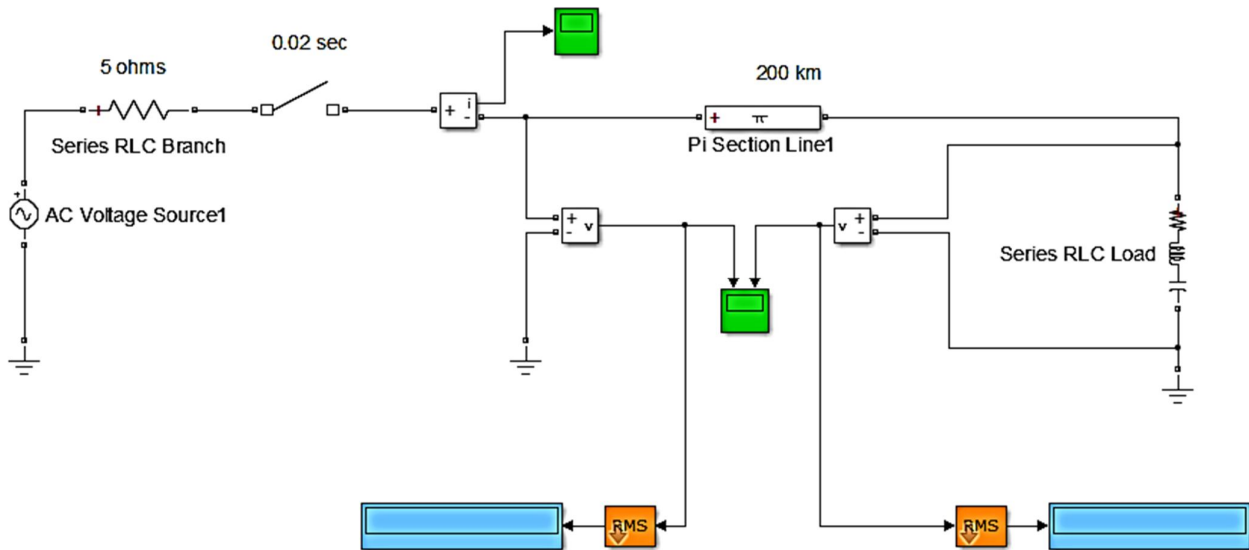 0.02 sec
5 ohms
200 km
i
+
-
Series RLC Branch
π
Pi Section Line1
AC Voltage Source1
+
-
v
v
+
-
Series RLC Load
RMS
RMS